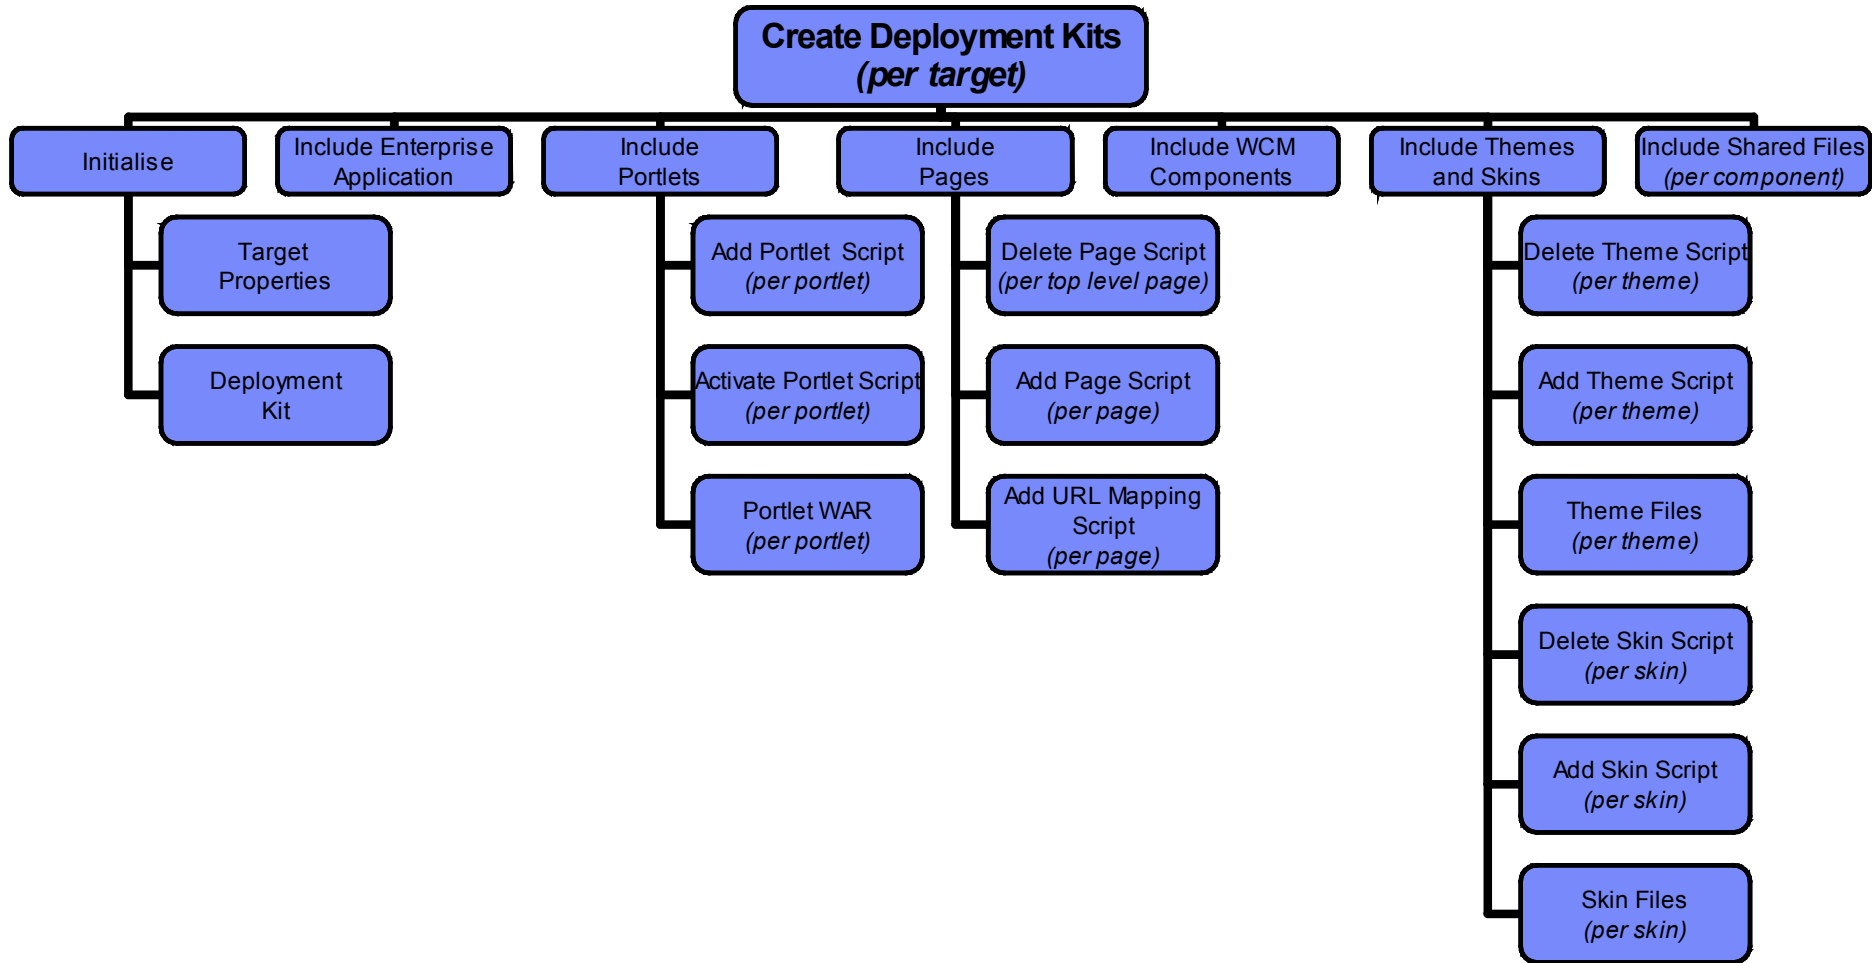 Create Deployment Kits
(per target)
Initialise
Include Enterprise
Application
Include
Portlets
Include
Pages
Include WCM
Components
Include Themes
and Skins
Include Shared Files
(per component)
Target
Properties
Deployment
Kit
Add Portlet Script
(per portlet)
Activate Portlet Script
(per portlet)
Portlet WAR
(per portlet)
Delete Page Script
(per top level page)
Add Page Script
(per page)
Add URL Mapping
Script
(per page)
Delete Theme Script
(per theme)
Add Theme Script
(per theme)
Theme Files
(per theme)
Delete Skin Script
(per skin)
Add Skin Script
(per skin)
Skin Files
(per skin)